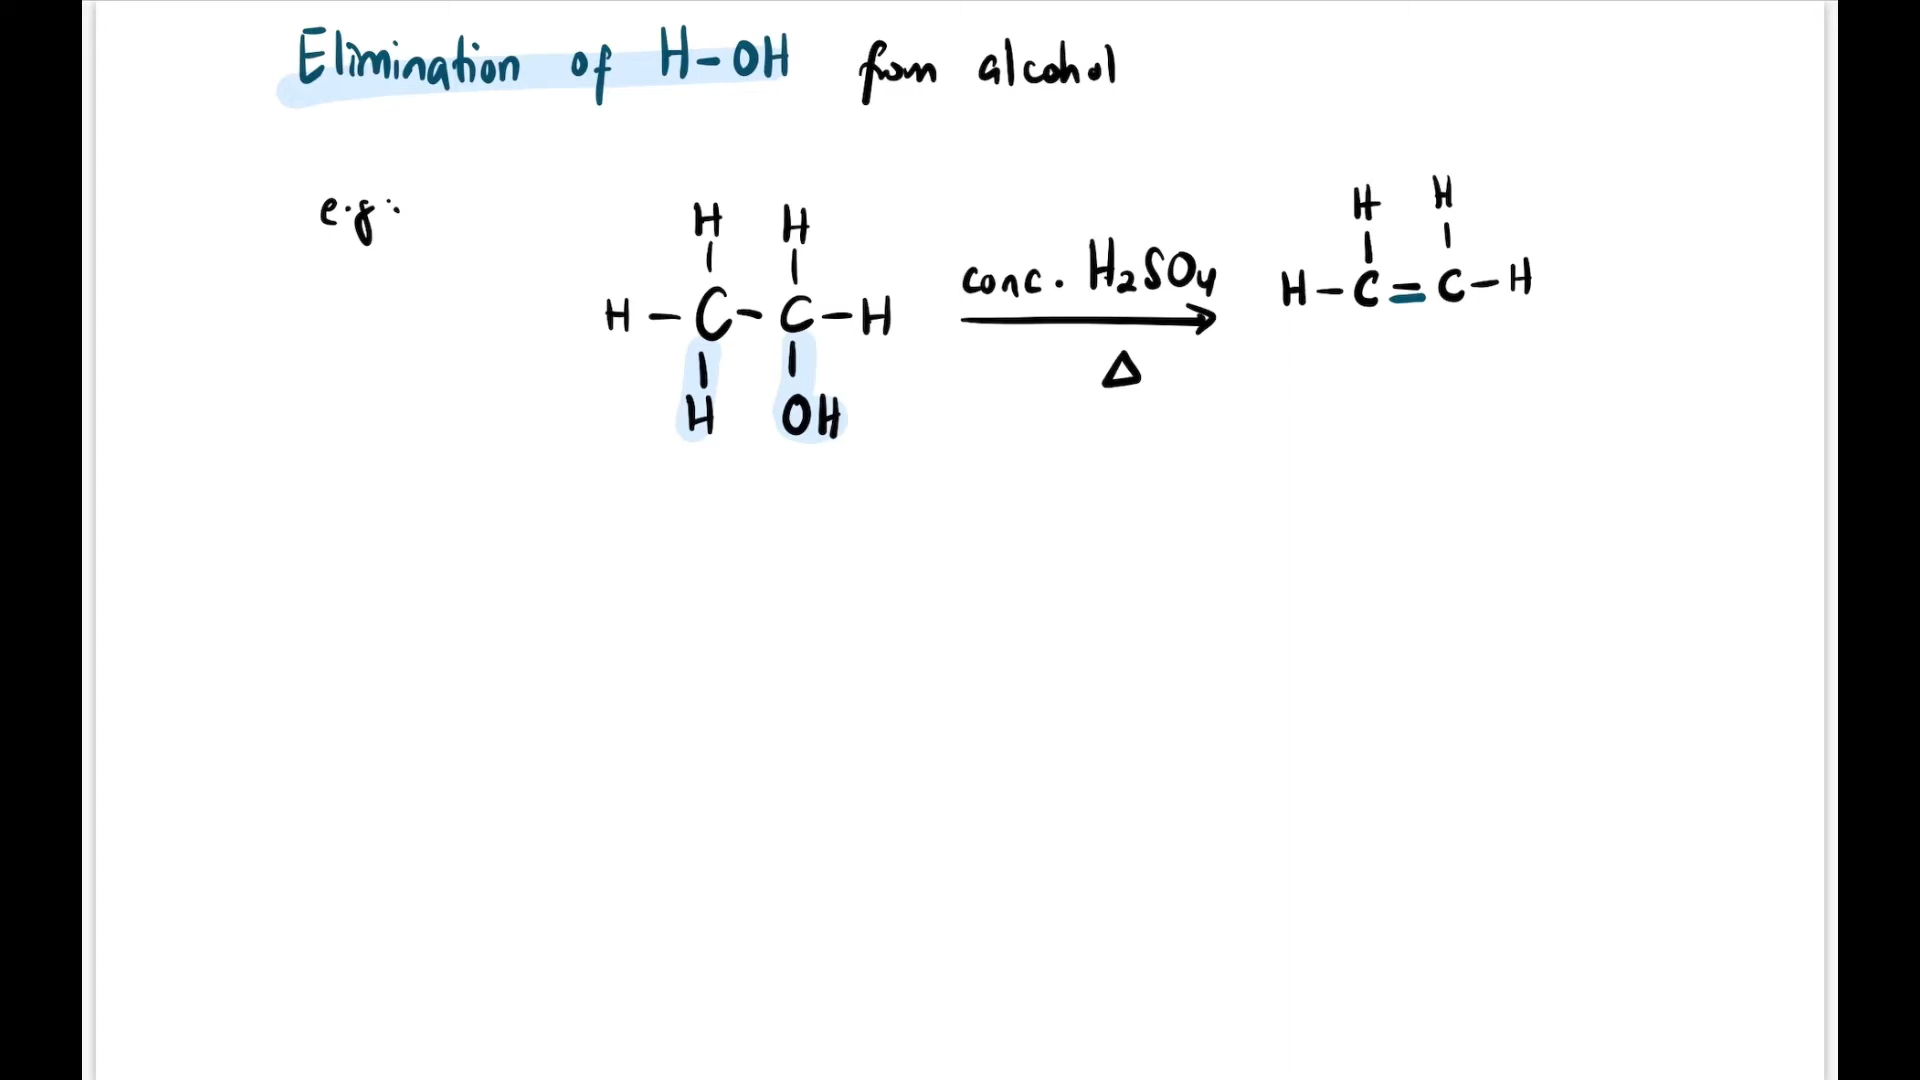 Elimination of H-OH from alcohol
e.g:
H H
H-C-C-H
H OH
conc. H₂SO₄
Δ
H H
H-C=C-H